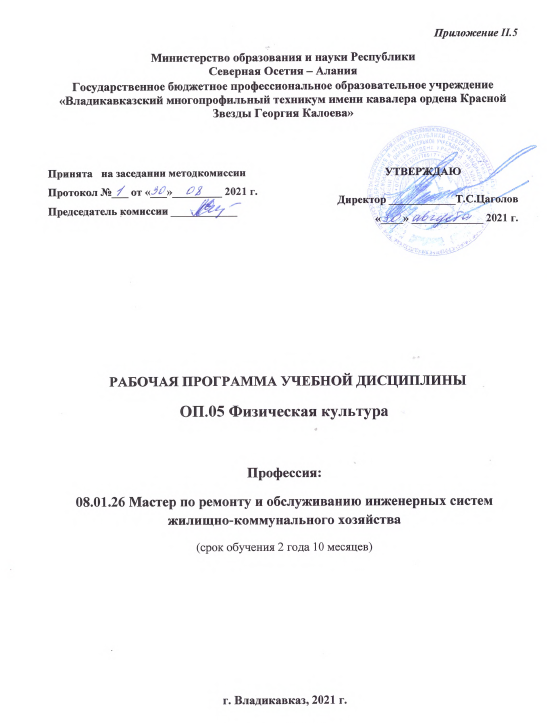 Приложение II.5
Министерство образования и науки Республики
Северная Осетия – Алания
Государственное бюджетное профессиональное образовательное учреждение
«Владикавказский многопрофильный техникум имени кавалера ордена Красной
Звезды Георгия Калоева»
Принята на заседании методкомиссии
Протокол № 1 от «30» 08 2021 г.
Председатель комиссии
УТВЕРЖДАЮ
Директор Т.С.Цаголов
«30» августа 2021 г.
РАБОЧАЯ ПРОГРАММА УЧЕБНОЙ ДИСЦИПЛИНЫ
ОП.05 Физическая культура
Профессия:
08.01.26 Мастер по ремонту и обслуживанию инженерных систем
жилищно-коммунального хозяйства
(срок обучения 2 года 10 месяцев)
г. Владикавказ, 2021 г.